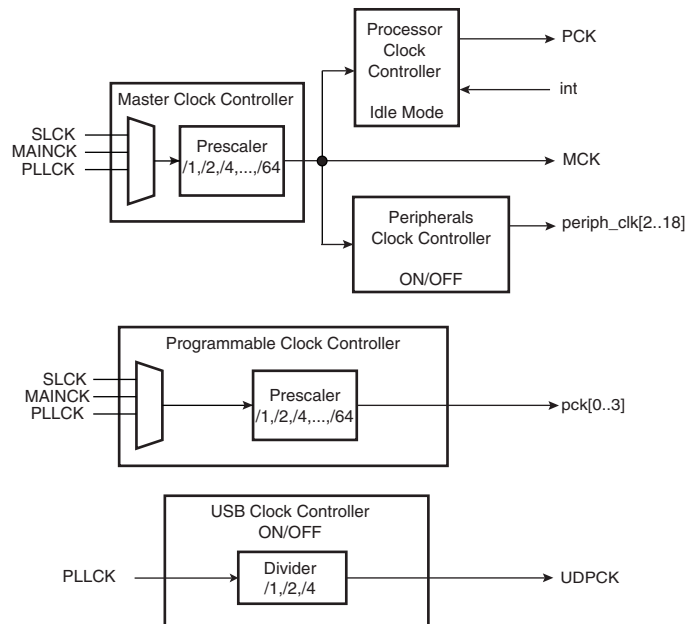 Processor
Clock
Controller
Idle Mode
PCK
int
Master Clock Controller
SLCK
MAINCK
PLLCK
Prescaler
/1,/2,/4,...,/64
MCK
Peripherals
Clock Controller
ON/OFF
periph_clk[2..18]
Programmable Clock Controller
SLCK
MAINCK
PLLCK
Prescaler
/1,/2,/4,...,/64
pck[0..3]
USB Clock Controller
ON/OFF
PLLCK
Divider
/1,/2,/4
UDPCK